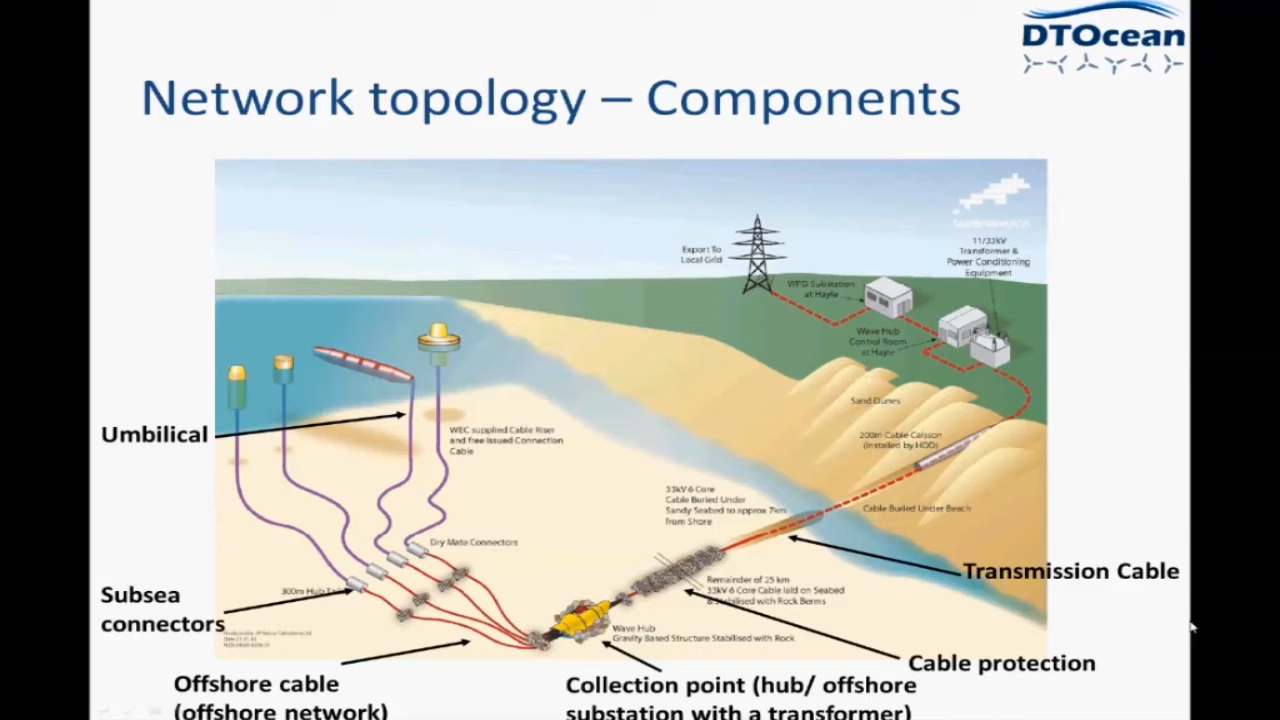 DTOcean
Network topology – Components
Export To
Local Grid
11/33kV
Transformer &
Power Conditioning
Equipment
WPD Substation
at Hayle
Wave Hub
Control Room
at Hayle
Sand Dunes
200m Cable Caisson
(Installed by HDD)
Umbilical
WEC supplied Cable Riser
and free Issued Connection
Cable
33kV 6 Core
Cable Buried Under
Sandy Seabed to approx 7km
from Shore
Cable Buried Under Beach
Dry Mate Connectors
Transmission Cable
300m Hub
Remainder of 25 km
33kV 6 Core Cable laid on Seabed
& Stabilised with Rock Berms
Subsea
connectors
Wave Hub
Gravity Based Structure Stabilised with Rock
Cable protection
Offshore cable
(offshore network)
Collection point (hub/ offshore
substation with a transformer)